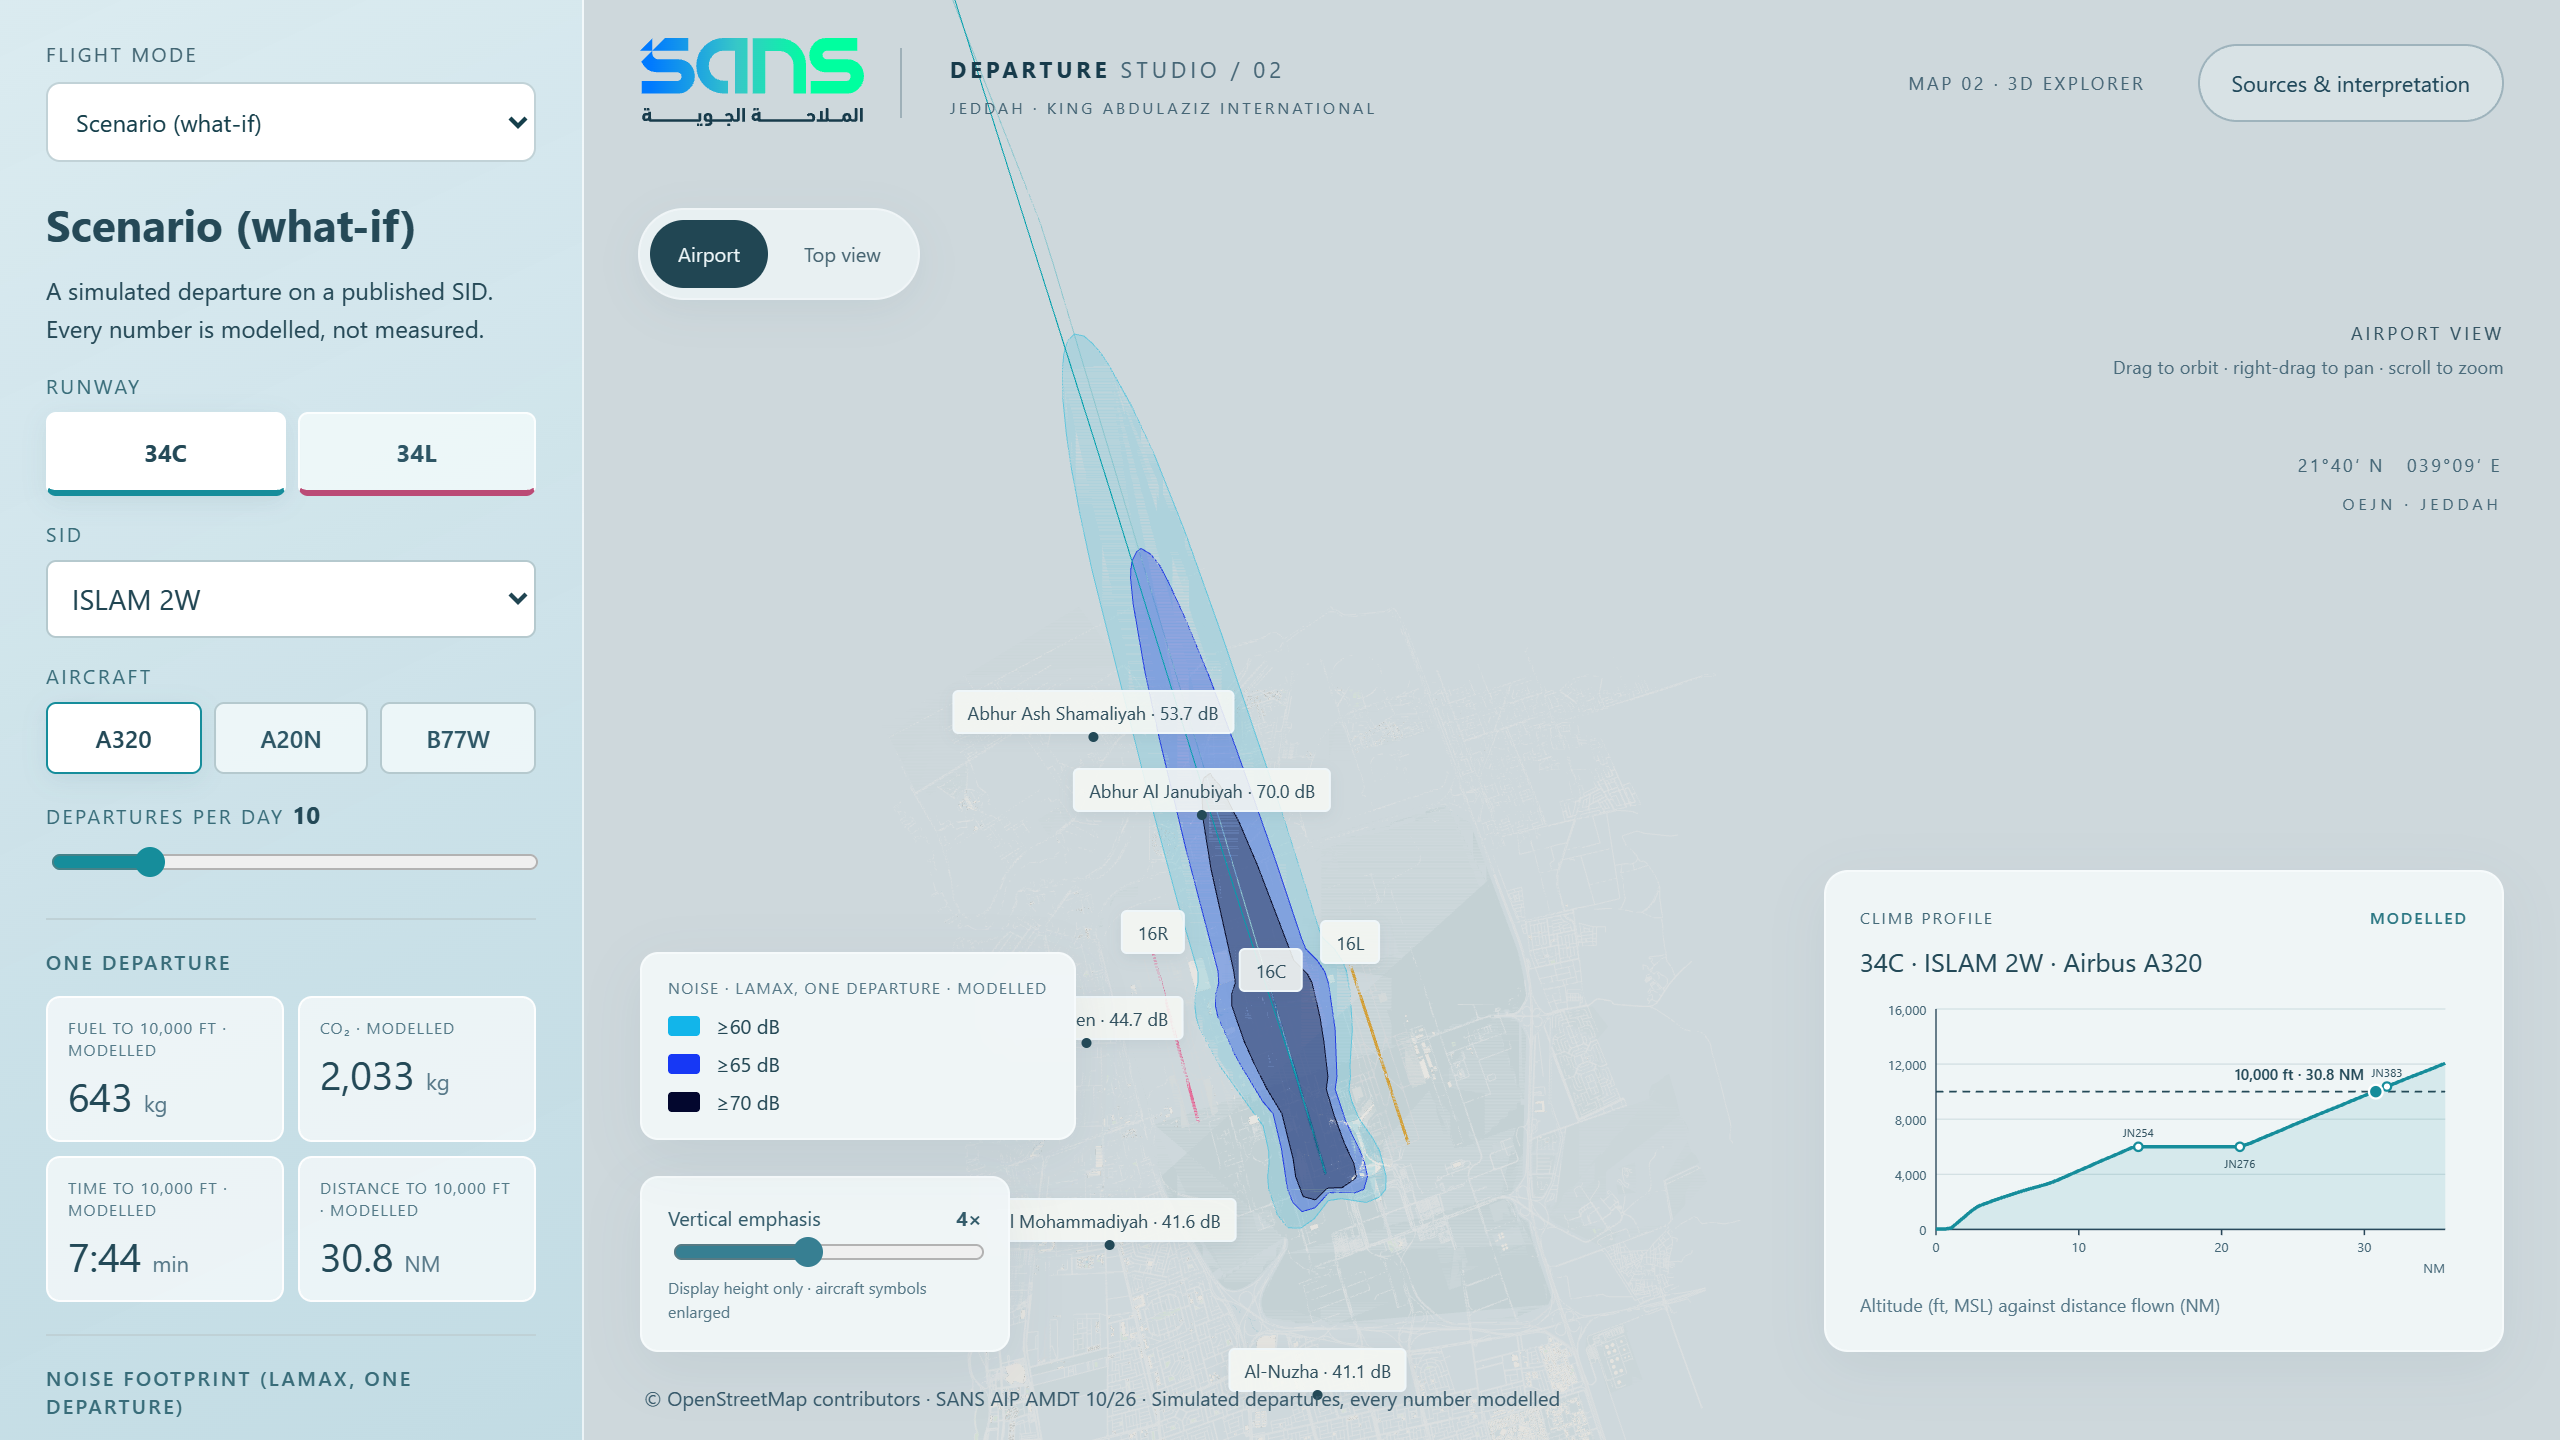 FLIGHT MODE
Scenario (what-if)
Scenario (what-if)
A simulated departure on a published SID.
Every number is modelled, not measured.
RUNWAY
34C
34L
SID
ISLAM 2W
AIRCRAFT
A320
A20N
B77W
DEPARTURES PER DAY 10
ONE DEPARTURE
FUEL TO 10,000 FT ·
MODELLED
643 kg
CO₂ · MODELLED
2,033 kg
TIME TO 10,000 FT ·
MODELLED
7:44 min
DISTANCE TO 10,000 FT
· MODELLED
30.8 NM
NOISE FOOTPRINT (LAMAX, ONE
DEPARTURE)
sans
الملاحة الجوية
DEPARTURE STUDIO / 02
JEDDAH · KING ABDULAZIZ INTERNATIONAL
MAP 02 · 3D EXPLORER
Sources & interpretation
Airport
Top view
AIRPORT VIEW
Drag to orbit · right-drag to pan · scroll to zoom
21°40′ N 039°09′ E
OEJN · JEDDAH
Abhur Ash Shamaliyah · 53.7 dB
Abhur Al Janubiyah · 70.0 dB
16R
16L
16C
en · 44.7 dB
l Mohammadiyah · 41.6 dB
Al-Nuzha · 41.1 dB
NOISE · LAMAX, ONE DEPARTURE · MODELLED
≥60 dB
≥65 dB
≥70 dB
Vertical emphasis 4×
Display height only · aircraft symbols
enlarged
© OpenStreetMap contributors · SANS AIP AMDT 10/26 · Simulated departures, every number modelled
CLIMB PROFILE
MODELLED
34C · ISLAM 2W · Airbus A320
16,000
12,000
8,000
4,000
0
10,000 ft · 30.8 NM
JN383
JN254
JN276
0
10
20
30
NM
Altitude (ft, MSL) against distance flown (NM)